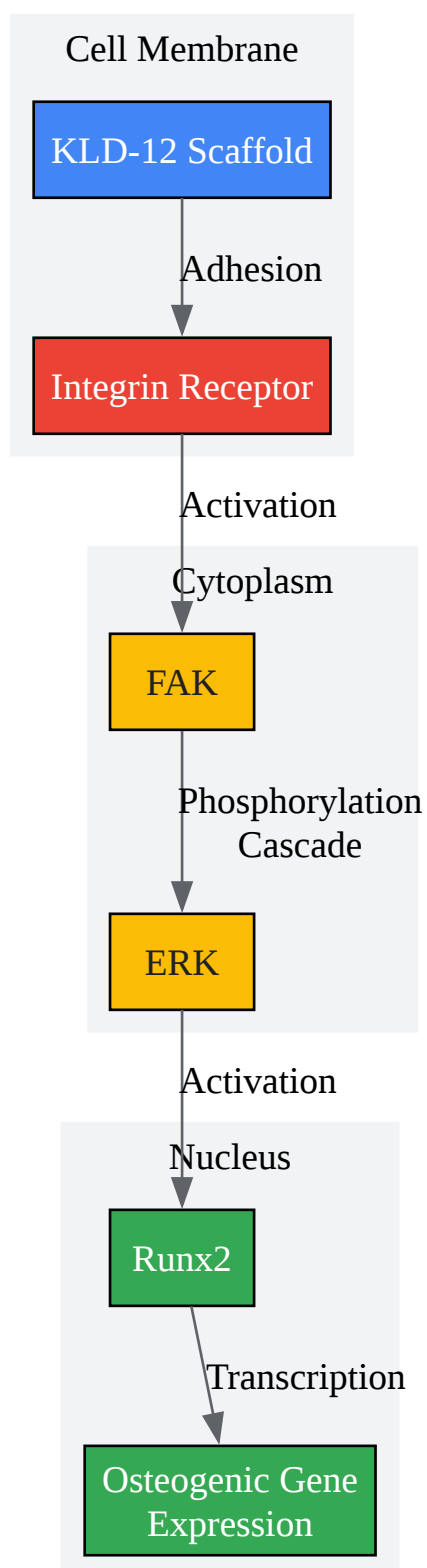 Cell Membrane
KLD-12 Scaffold
Adhesion
Integrin Receptor
Activation
Cytoplasm
FAK
Phosphorylation
Cascade
ERK
Activation
Nucleus
Runx2
Transcription
Osteogenic Gene
Expression